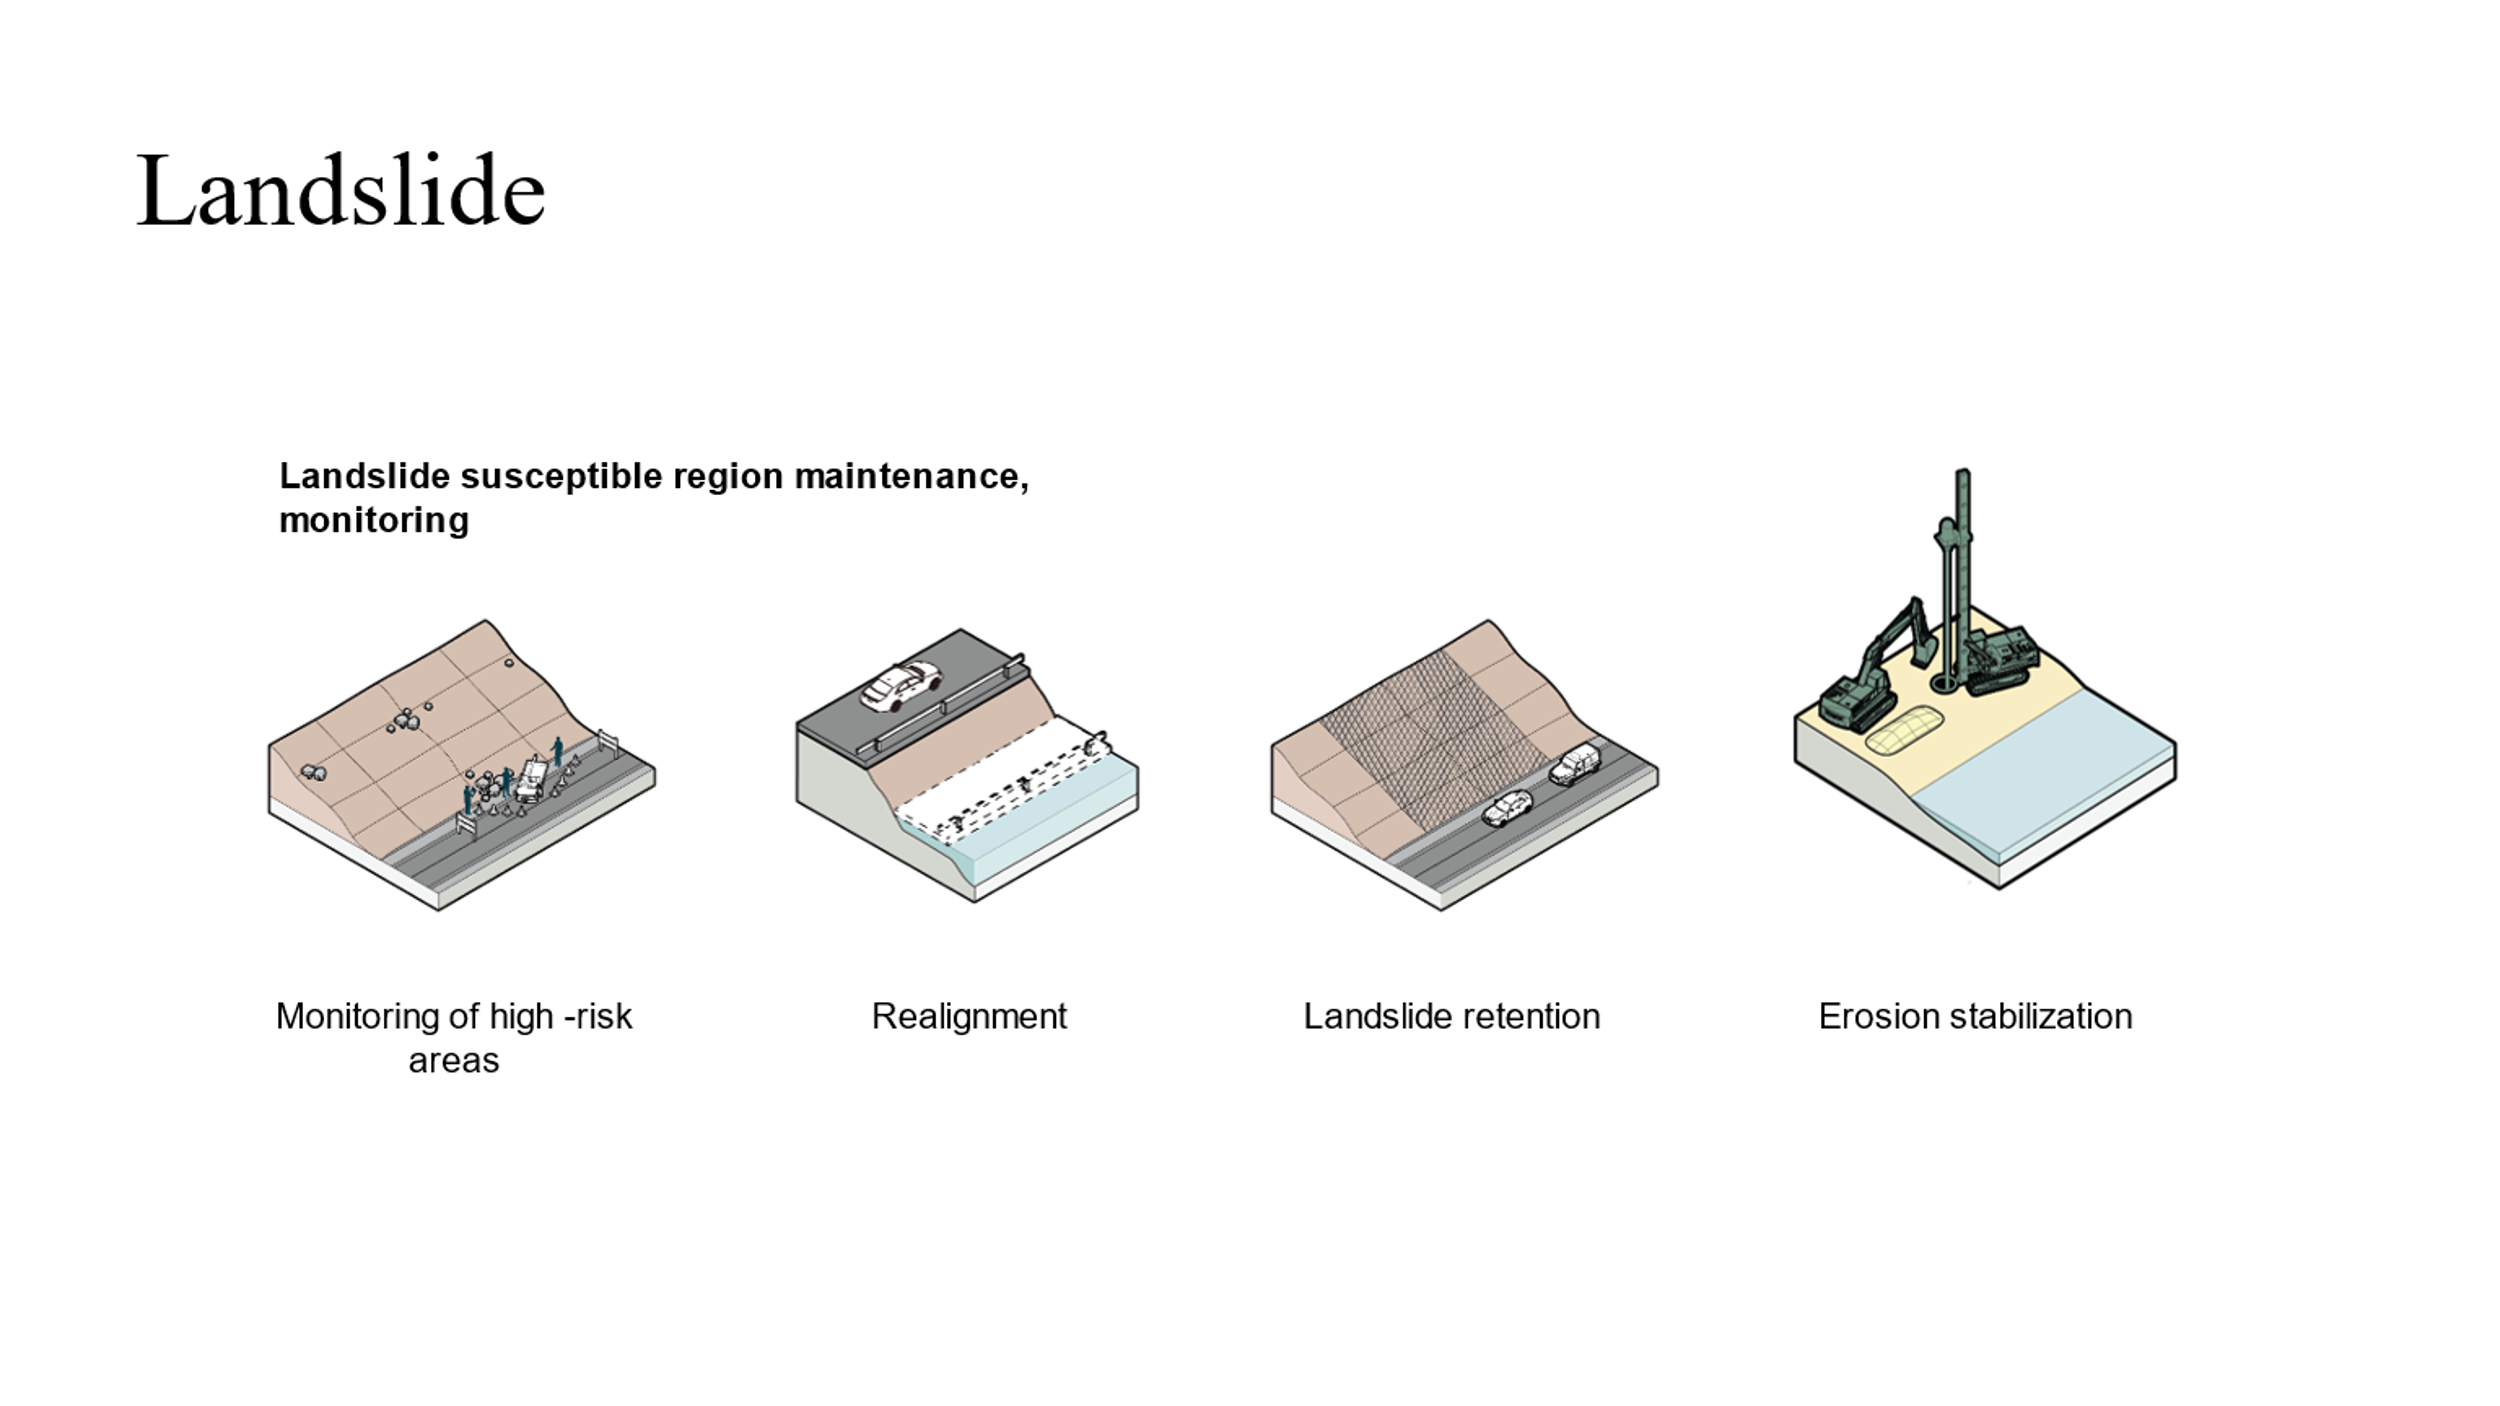 Landslide
Landslide susceptible region maintenance,
monitoring
Monitoring of high -risk
areas
Realignment
Landslide retention
Erosion stabilization